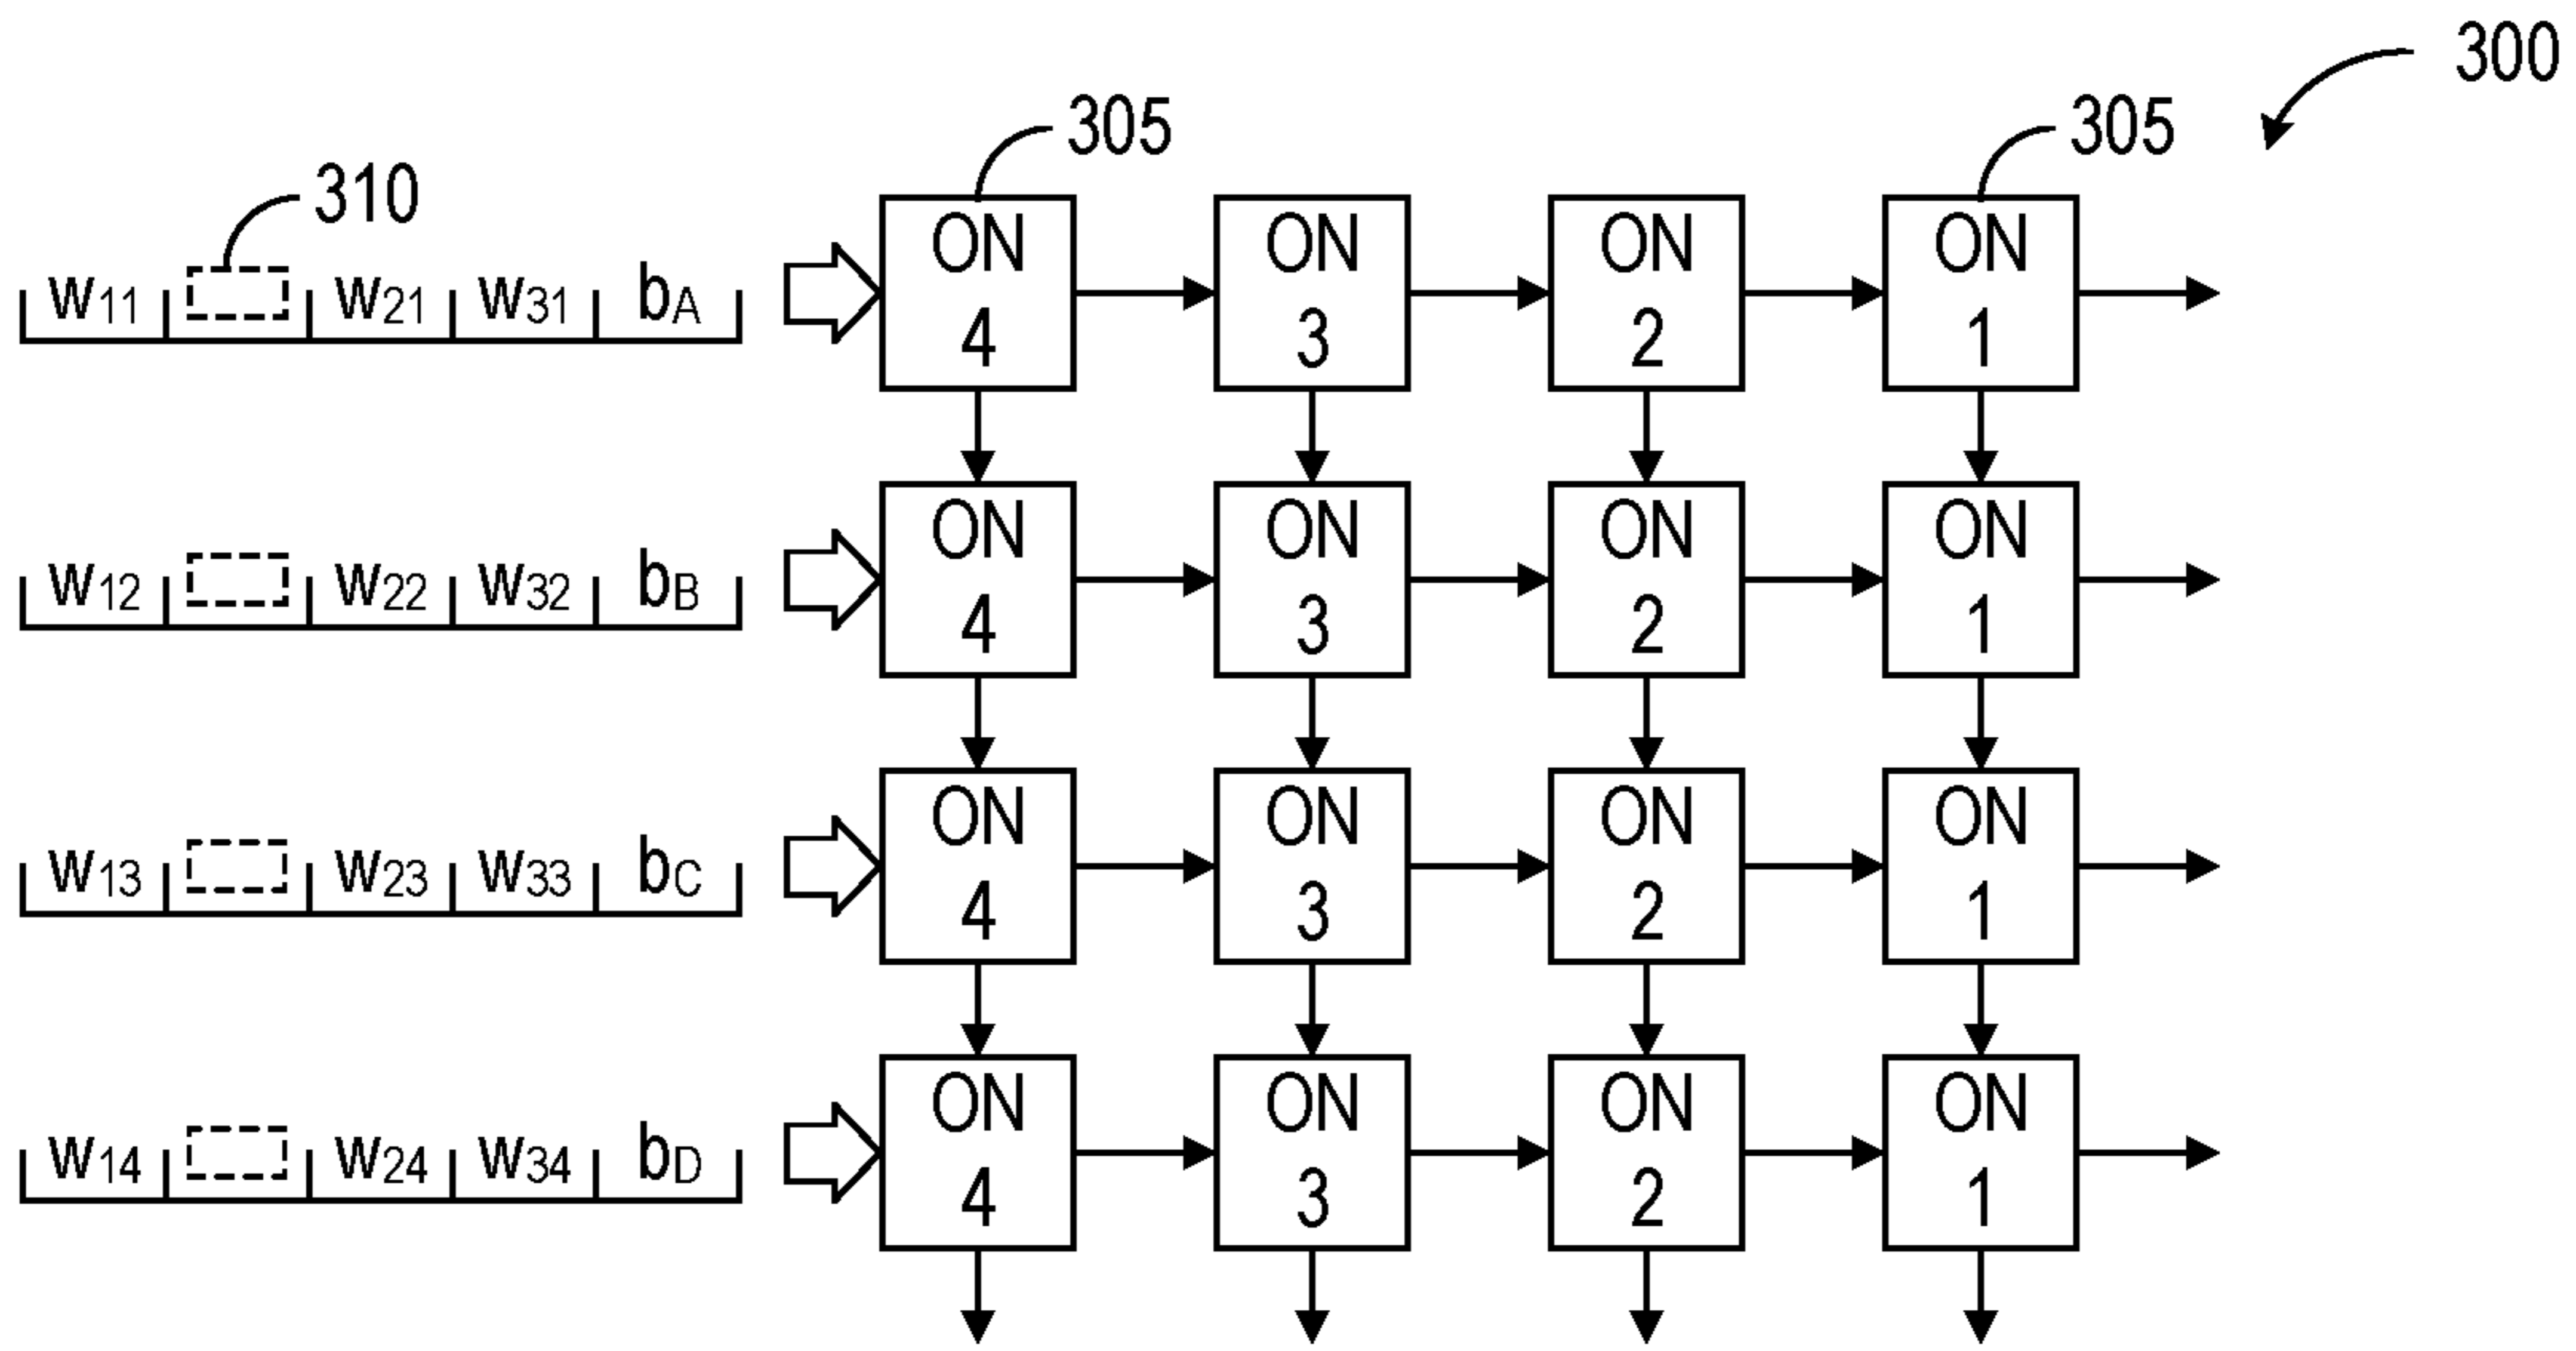 300
305 305
310
w11 w21 w31 bA ON 4 ON 3 ON 2 ON 1
w12 w22 w32 bB ON 4 ON 3 ON 2 ON 1
w13 w23 w33 bC ON 4 ON 3 ON 2 ON 1
w14 w24 w34 bD ON 4 ON 3 ON 2 ON 1